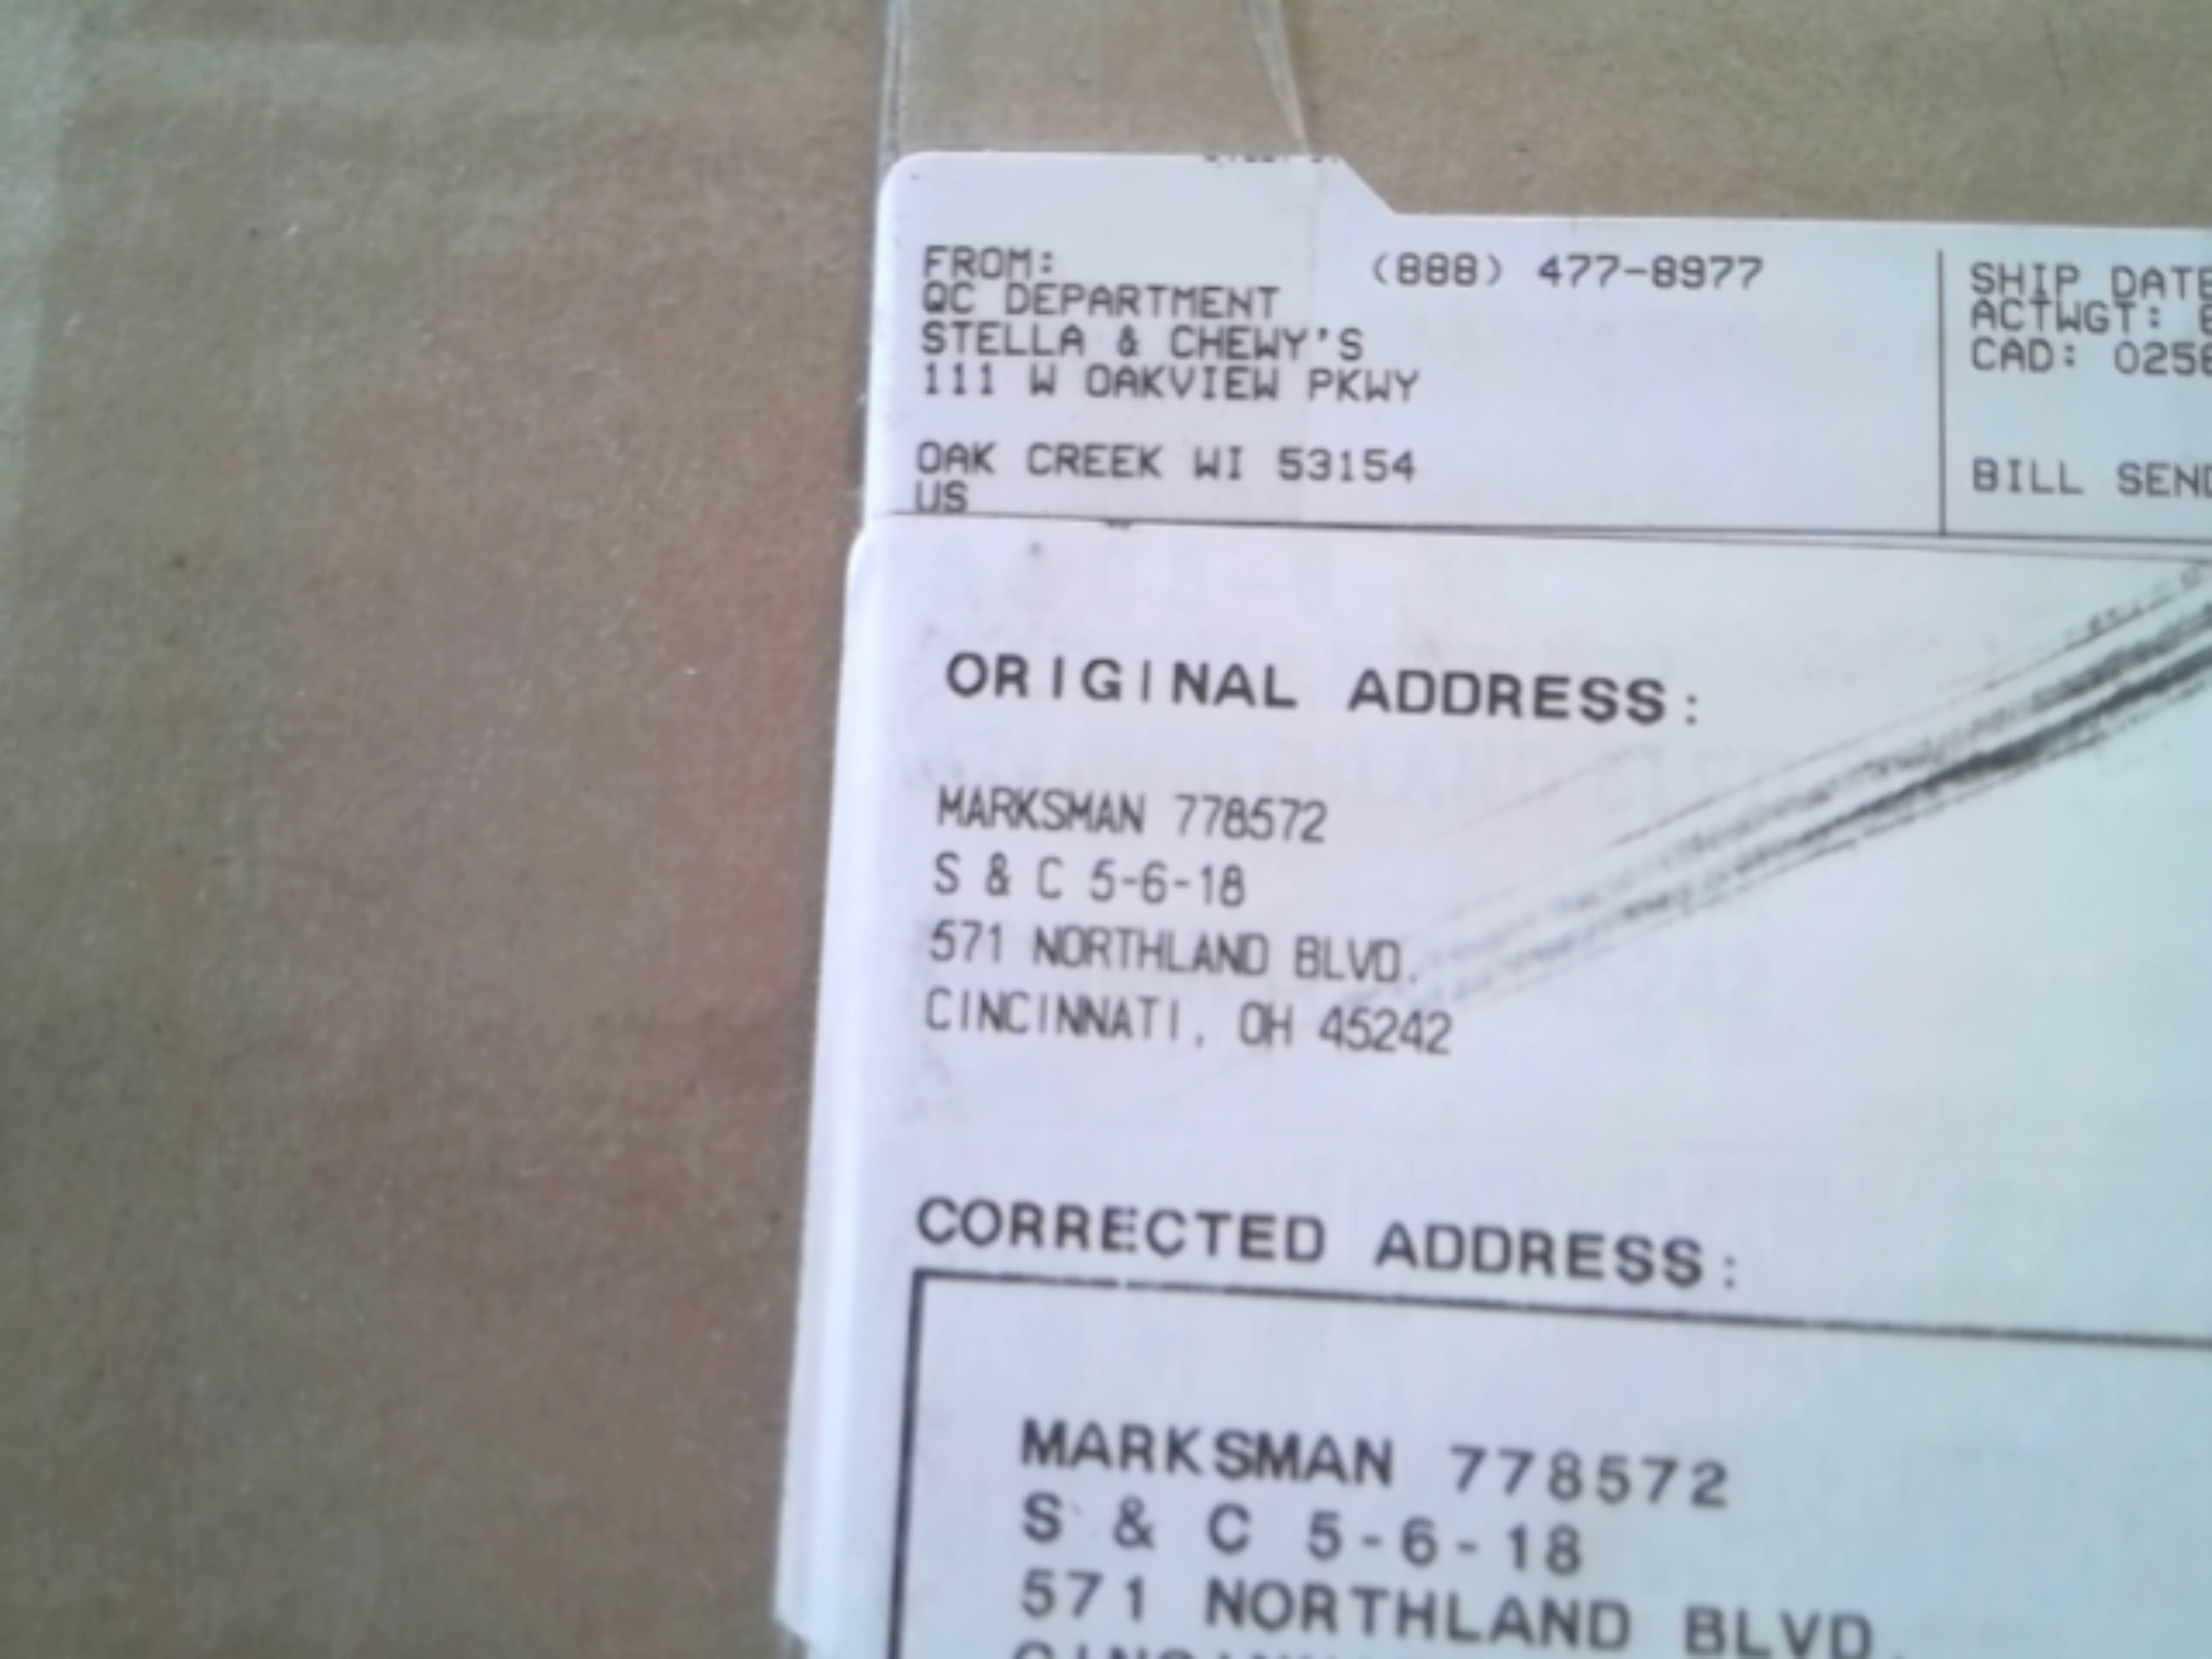 FROM:
(888) 477-8977
QC DEPARTMENT
STELLA & CHEWY'S
111 W OAKVIEW PKWY
OAK CREEK WI 53154
US
SHIP DATE
ACTWGT:
CAD: 0256
BILL SEND
ORIGINAL ADDRESS:
MARKSMAN 778572
S & C 5-6-18
571 NORTHLAND BLVD.
CINCINNATI, OH 45242
CORRECTED ADDRESS:
MARKSMAN 778572
S & C 5-6-18
571 NORTHLAND BLVD.